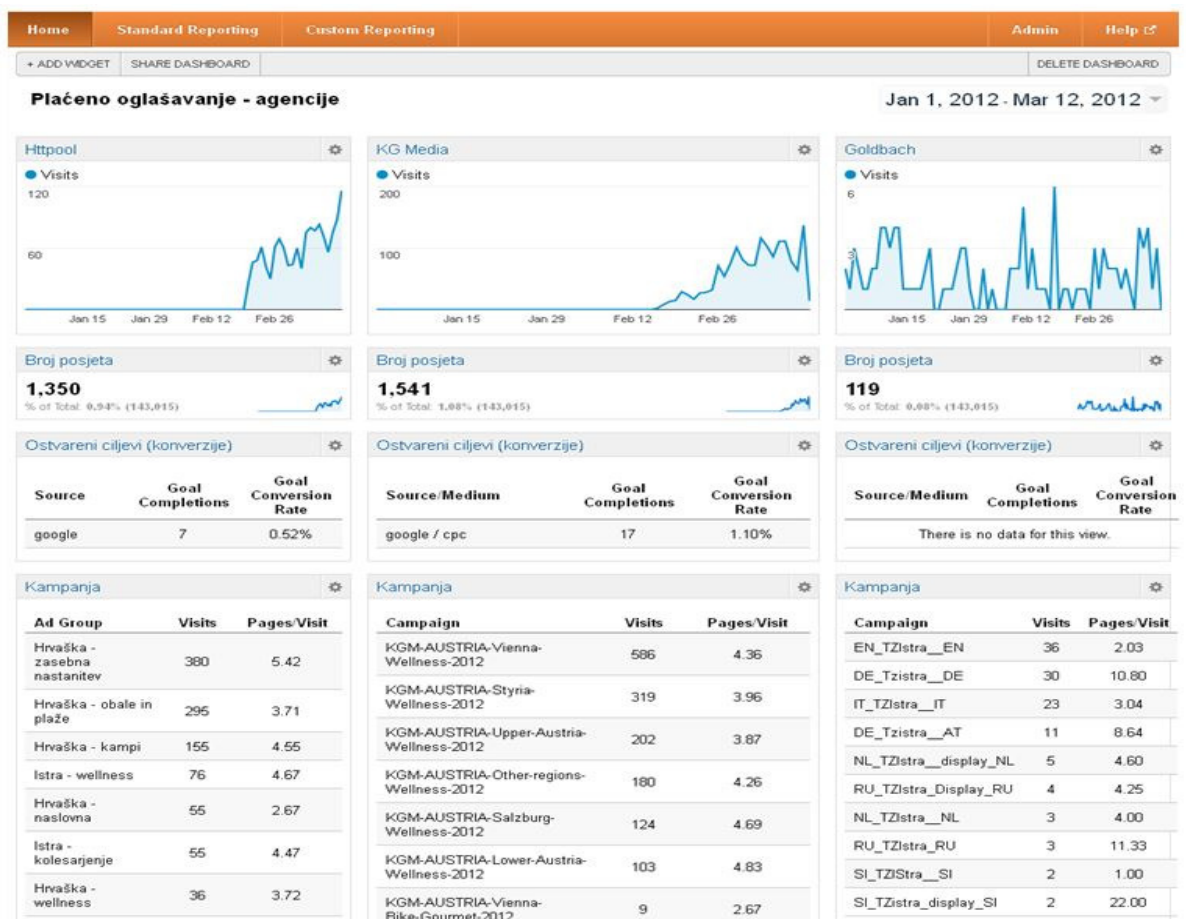 Home Standard Reporting Custom Reporting Admin Help
+ ADD WIDGET SHARE DASHBOARD DELETE DASHBOARD
Plaćeno oglašavanje - agencije
Jan 1, 2012 - Mar 12, 2012
Httpool
Visits
120
60
Jan 15 Jan 29 Feb 12 Feb 26
KG Media
Visits
200
100
Jan 15 Jan 29 Feb 12 Feb 26
Goldbach
Visits
6
3
Jan 15 Jan 29 Feb 12 Feb 26
Broj posjeta
1,350
% of Total: 0.94% (143,015)
Broj posjeta
1,541
% of Total: 1.08% (143,015)
Broj posjeta
119
% of Total: 0.08% (143,015)
Ostvareni ciljevi (konverzije)
Source Goal Completions Goal Conversion Rate
google 7 0.52%
Ostvareni ciljevi (konverzije)
Source/Medium Goal Completions Goal Conversion Rate
google / cpc 17 1.10%
Ostvareni ciljevi (konverzije)
Source/Medium Goal Completions Goal Conversion Rate
There is no data for this view.
Kampanja
Ad Group Visits Pages/Visit
Hrvaška - zasebna nastanitev 380 5.42
Hrvaška - obale in plaže 295 3.71
Hrvaška - kampi 155 4.55
Istra - wellness 76 4.67
Hrvaška - naslovna 55 2.67
Istra - kolesarjenje 55 4.47
Hrvaška - wellness 36 3.72
Kampanja
Campaign Visits Pages/Visit
KGM-AUSTRIA-Vienna-Wellness-2012 586 4.36
KGM-AUSTRIA-Styria-Wellness-2012 319 3.96
KGM-AUSTRIA-Upper-Austria-Wellness-2012 202 3.87
KGM-AUSTRIA-Other-regions-Wellness-2012 180 4.26
KGM-AUSTRIA-Salzburg-Wellness-2012 124 4.69
KGM-AUSTRIA-Lower-Austria-Wellness-2012 103 4.83
KGM-AUSTRIA-Vienna-Bike-Gourmet-2012 9 2.67
Kampanja
Campaign Visits Pages/Visit
EN_TZIstra__EN 36 2.03
DE_Tzistra__DE 30 10.80
IT_TZIstra__IT 23 3.04
DE_Tzistra__AT 11 8.64
NL_TZIstra__display_NL 5 4.60
RU_TZIstra_Display_RU 4 4.25
NL_TZIstra__NL 3 4.00
RU_TZIstra_RU 3 11.33
SI_TZIStra__SI 2 1.00
SI_TZistra_display_SI 2 22.00